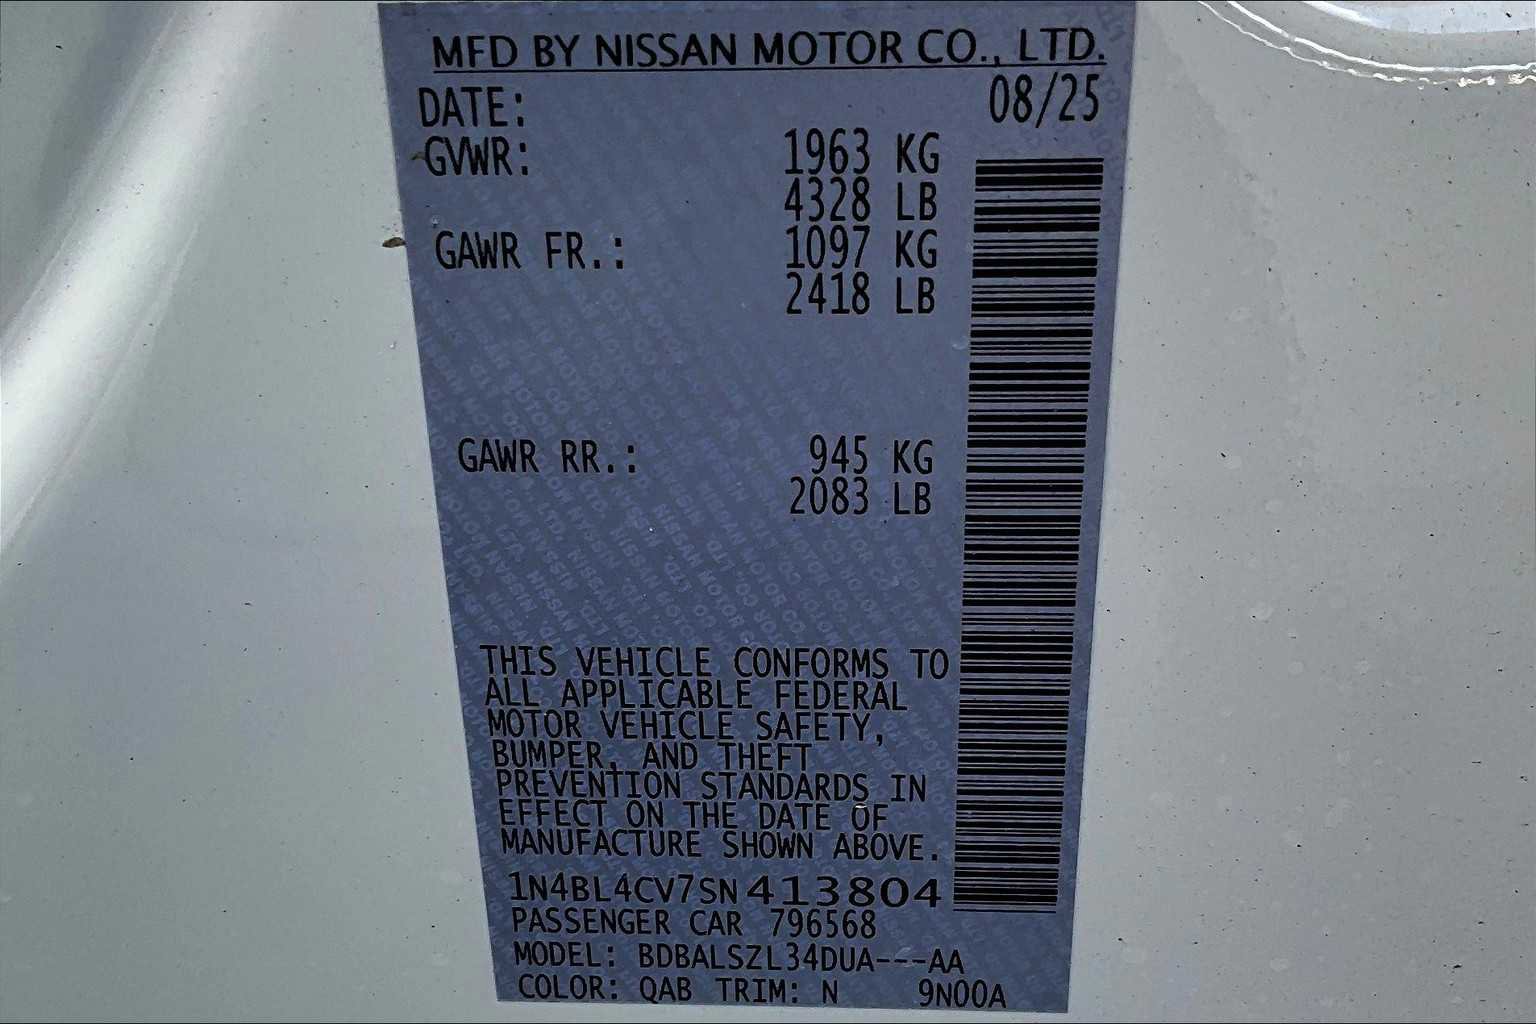 MFD BY NISSAN MOTOR CO., LTD.
DATE: 08/25
GVWR: 1963 KG
4328 LB
GAWR FR.: 1097 KG
2418 LB
GAWR RR.: 945 KG
2083 LB
THIS VEHICLE CONFORMS TO
ALL APPLICABLE FEDERAL
MOTOR VEHICLE SAFETY,
BUMPER, AND THEFT
PREVENTION STANDARDS IN
EFFECT ON THE DATE OF
MANUFACTURE SHOWN ABOVE.
1N4BL4CV7SN413804
PASSENGER CAR 796568
MODEL: BDBALSZL34DUA---AA
COLOR: QAB TRIM: N 9N00A